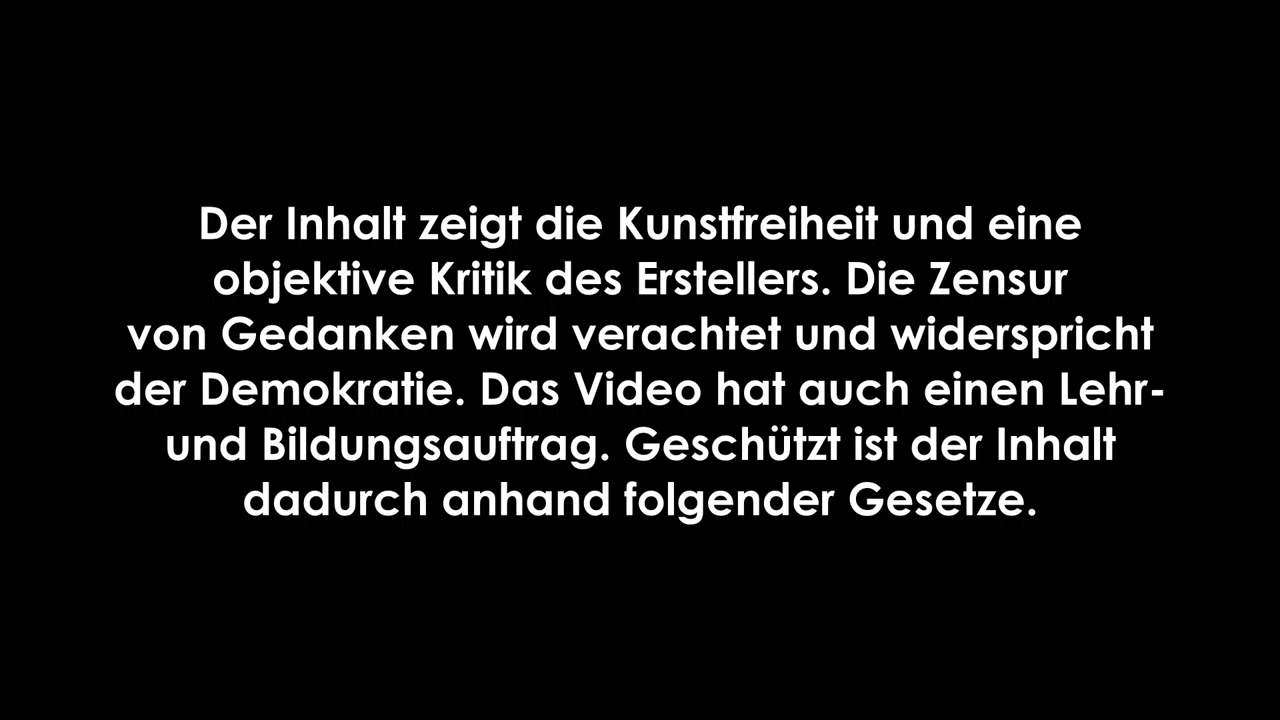 Der Inhalt zeigt die Kunstfreiheit und eine
objektive Kritik des Erstellers. Die Zensur
von Gedanken wird verachtet und widerspricht
der Demokratie. Das Video hat auch einen Lehr-
und Bildungsauftrag. Geschützt ist der Inhalt
dadurch anhand folgender Gesetze.